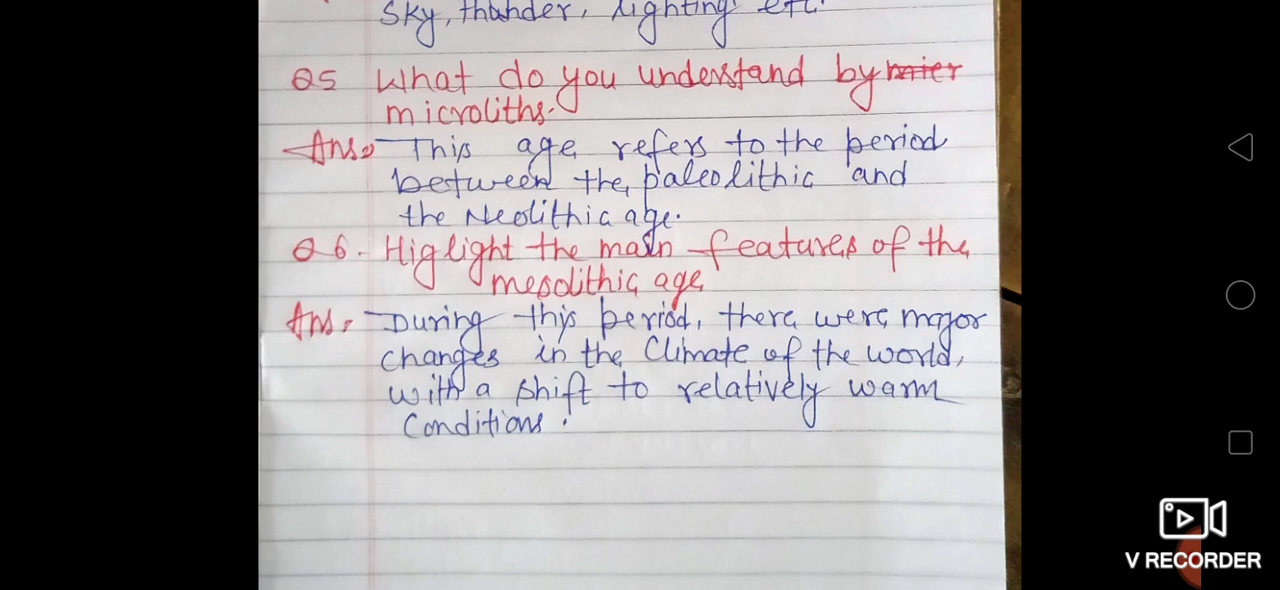 Sky, thunder, lighting etc.
Q5 What do you understand by
microliths.
Ans This age refers to the period
between the paleolithic and
the Neolithic age.
Q6. Higlight the main features of the
mesolithic age
Ans. During this period, there were major
changes in the Climate of the world,
with a shift to relatively warm
Conditions.
V RECORDER